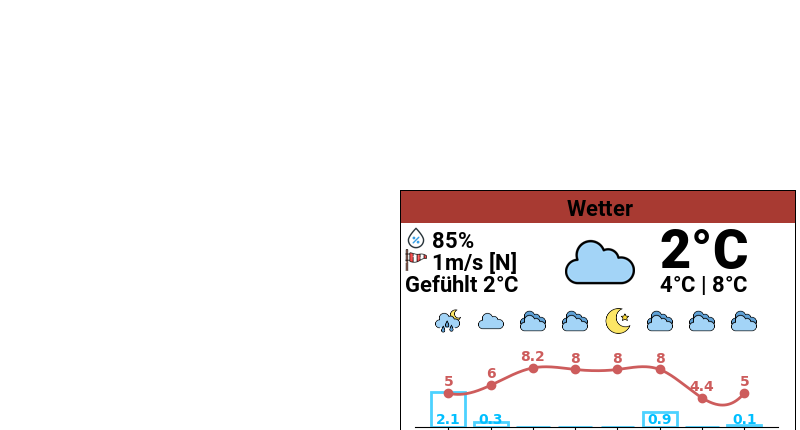 Wetter
85%
1m/s [N]
Gefühlt 2°C
2°C
4°C | 8°C
5 6 8.2 8 8 8 4.4 5
2.1 0.3 0.9 0.1